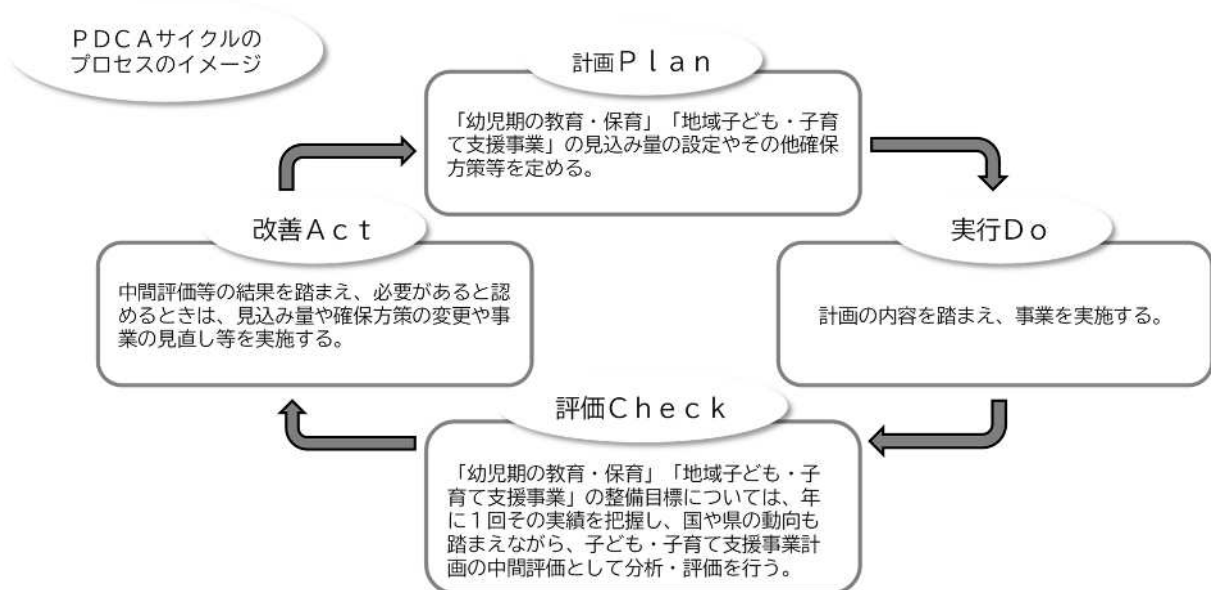 PDCAサイクルの
プロセスのイメージ
計画Plan
「幼児期の教育・保育」「地域子ども・子育
て支援事業」の見込み量の設定やその他確保
方策等を定める。
実行Do
計画の内容を踏まえ、事業を実施する。
評価Check
「幼児期の教育・保育」「地域子ども・子
育て支援事業」の整備目標については、年
に1回その実績を把握し、国や県の動向も
踏まえながら、子ども・子育て支援事業計
画の中間評価として分析・評価を行う。
改善Act
中間評価等の結果を踏まえ、必要があると認
めるときは、見込み量や確保方策の変更や事
業の見直し等を実施する。